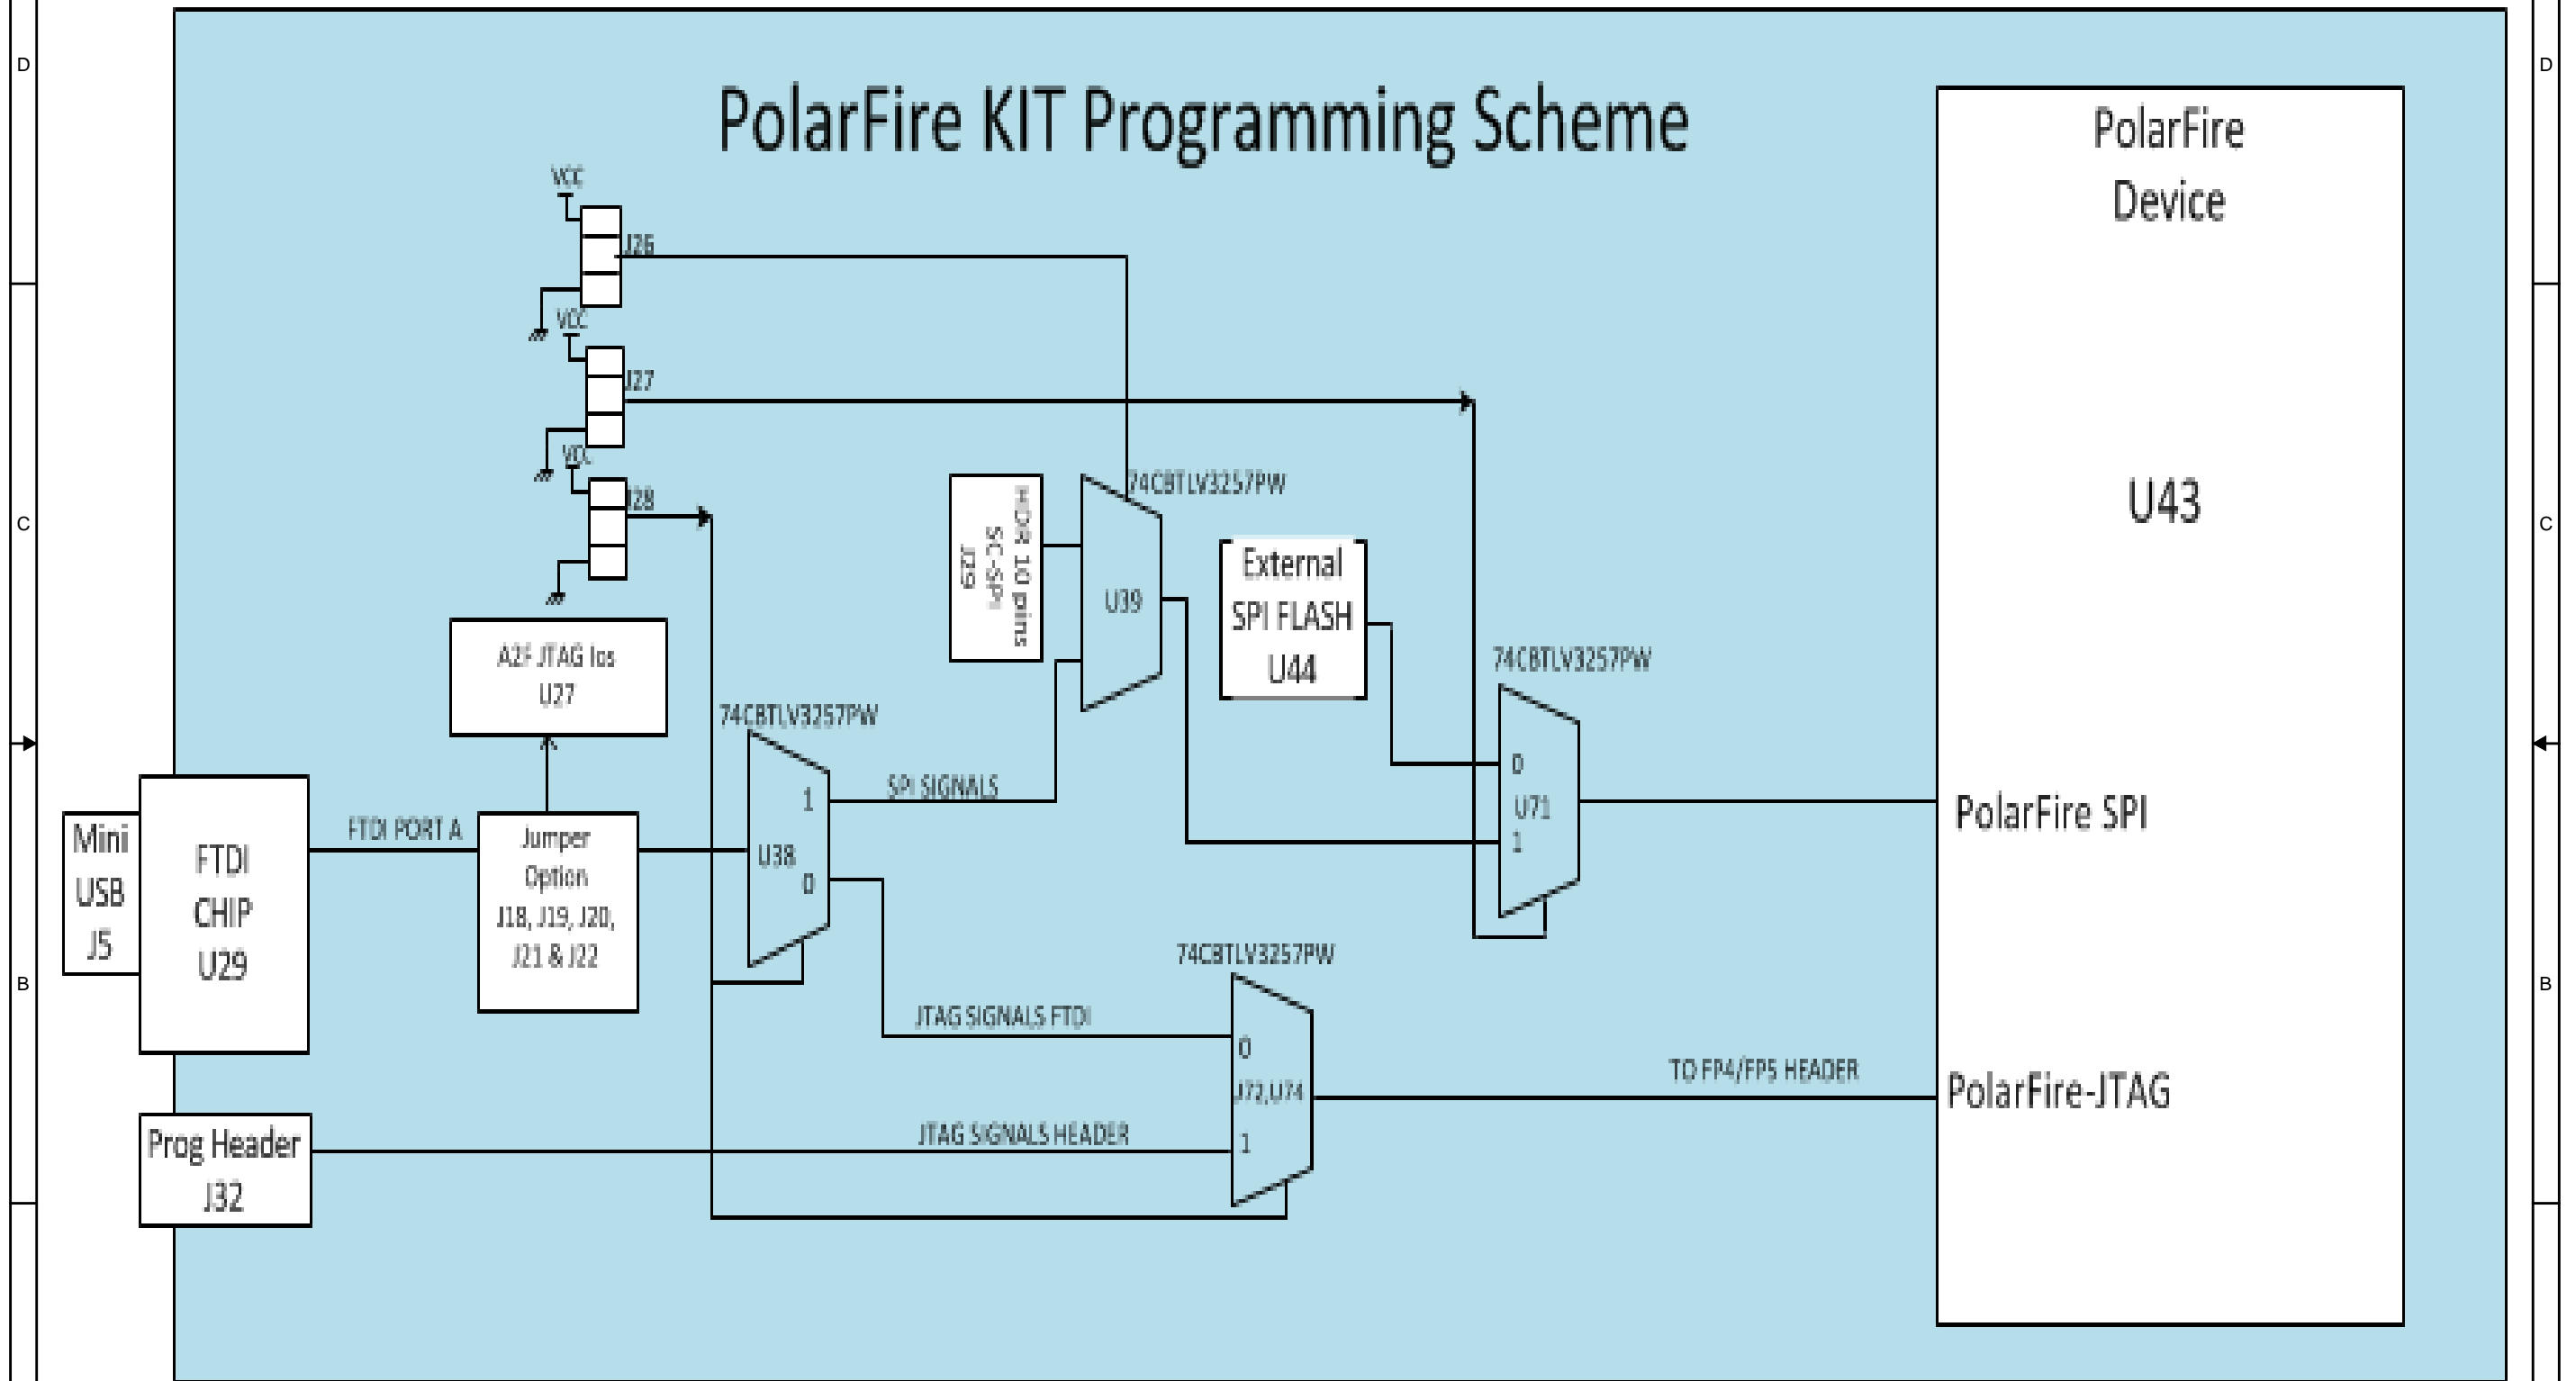 D
D
PolarFire KIT Programming Scheme
PolarFire
Device
VCC
J26
VCC
J27
VCC
J28
C
C
U43
74CBTLV3257PW
HDR 10 pins
SC-SPI
J29
U39
External
SPI FLASH
U44
A2F JTAG Ios
U27
74CBTLV3257PW
74CBTLV3257PW
1
SPI SIGNALS
0
U71
1
PolarFire SPI
Mini
USB
J5
FTDI
CHIP
U29
FTDI PORT A
Jumper
Option
J18, J19, J20,
J21 & J22
U38
0
B
B
74CBTLV3257PW
JTAG SIGNALS FTDI
0
J72,U74
1
TO FP4/FP5 HEADER
PolarFire-JTAG
Prog Header
J32
JTAG SIGNALS HEADER